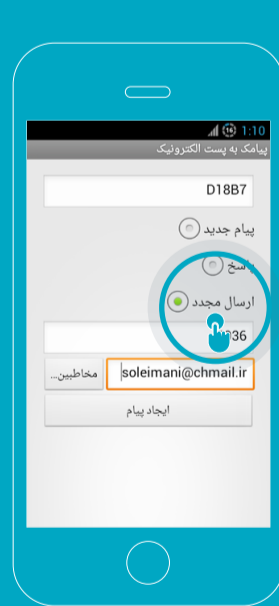 1:10
پیامک به پست الکترونیک
D18B7
پیام جدید
پاسخ
ارسال مجدد
36
soleimani@chmail.ir
مخاطبین...
ایجاد پیام